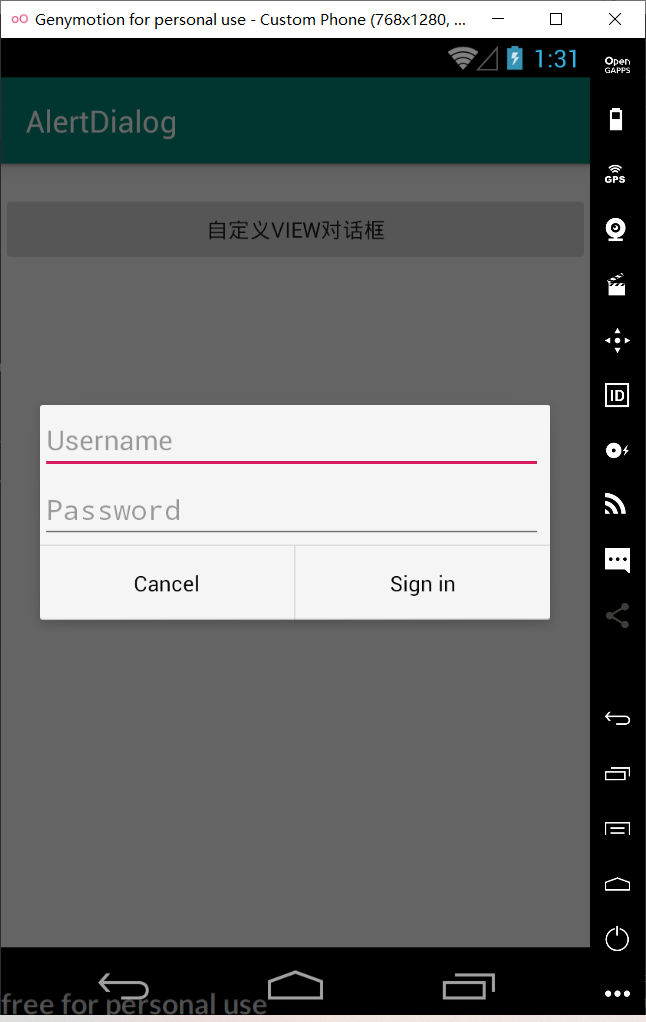 Genymotion for personal use - Custom Phone (768x1280, ...
1:31
Open
GAPPS
AlertDialog
GPS
自定义VIEW对话框
ID
Username
Password
Cancel
Sign in
free for personal use